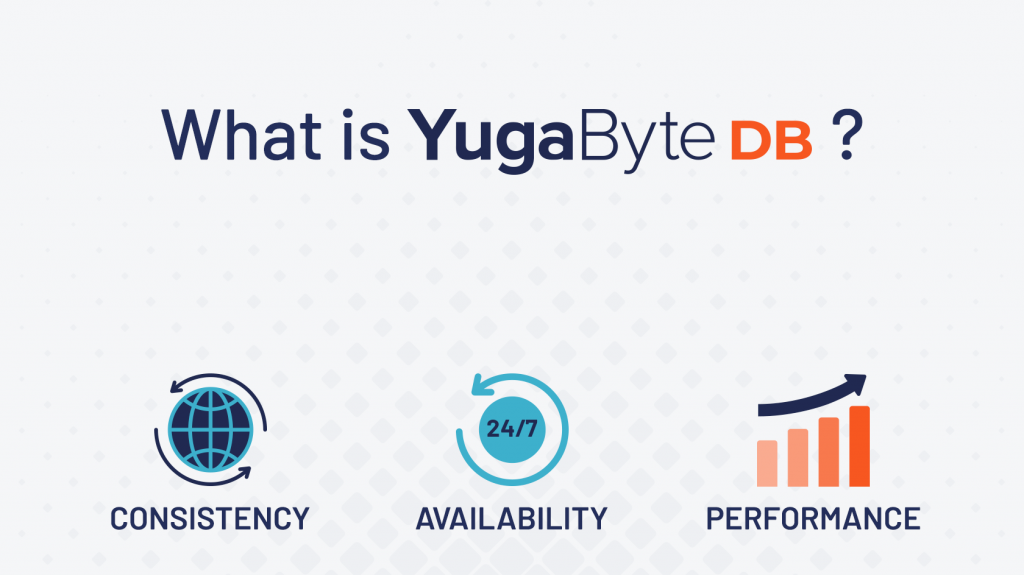 What is YugaByte DB ?
24/7
CONSISTENCY
AVAILABILITY
PERFORMANCE